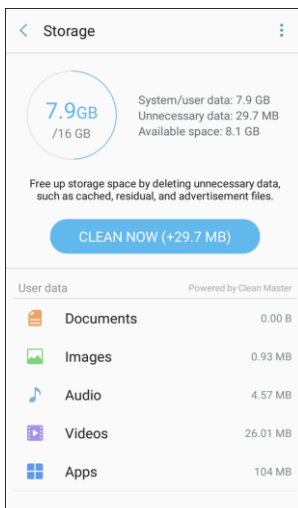 Storage
7.9GB
/16 GB
System/user data: 7.9 GB
Unnecessary data: 29.7 MB
Available space: 8.1 GB
Free up storage space by deleting unnecessary data,
such as cached, residual, and advertisement files.
CLEAN NOW (+29.7 MB)
User data Powered by Clean Master
Documents 0.00 B
Images 0.93 MB
Audio 4.57 MB
Videos 26.01 MB
Apps 104 MB